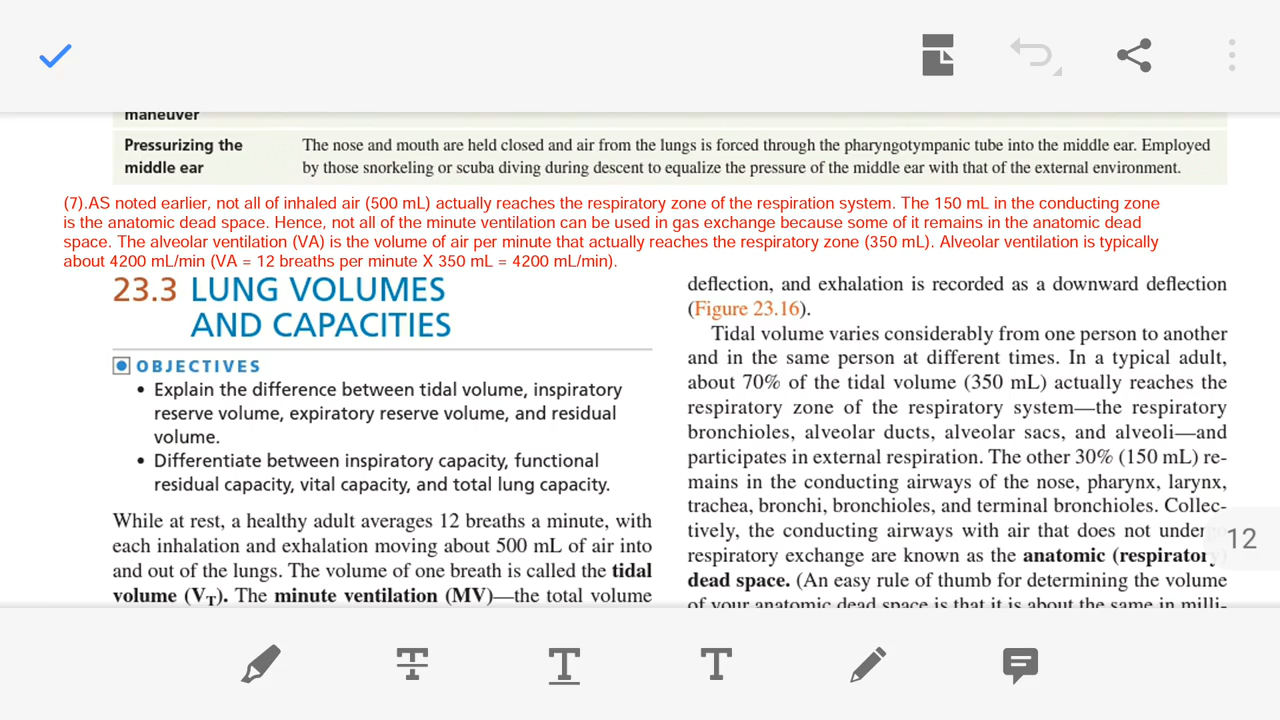 maneuver
Pressurizing the
middle ear
The nose and mouth are held closed and air from the lungs is forced through the pharyngotympanic tube into the middle ear. Employed
by those snorkeling or scuba diving during descent to equalize the pressure of the middle ear with that of the external environment.
(7).AS noted earlier, not all of inhaled air (500 mL) actually reaches the respiratory zone of the respiration system. The 150 mL in the conducting zone
is the anatomic dead space. Hence, not all of the minute ventilation can be used in gas exchange because some of it remains in the anatomic dead
space. The alveolar ventilation (VA) is the volume of air per minute that actually reaches the respiratory zone (350 mL). Alveolar ventilation is typically
about 4200 mL/min (VA = 12 breaths per minute X 350 mL = 4200 mL/min).
23.3 LUNG VOLUMES
AND CAPACITIES
OBJECTIVES
• Explain the difference between tidal volume, inspiratory
reserve volume, expiratory reserve volume, and residual
volume.
• Differentiate between inspiratory capacity, functional
residual capacity, vital capacity, and total lung capacity.
While at rest, a healthy adult averages 12 breaths a minute, with
each inhalation and exhalation moving about 500 mL of air into
and out of the lungs. The volume of one breath is called the tidal
volume (VT). The minute ventilation (MV)—the total volume
deflection, and exhalation is recorded as a downward deflection
(Figure 23.16).
Tidal volume varies considerably from one person to another
and in the same person at different times. In a typical adult,
about 70% of the tidal volume (350 mL) actually reaches the
respiratory zone of the respiratory system—the respiratory
bronchioles, alveolar ducts, alveolar sacs, and alveoli—and
participates in external respiration. The other 30% (150 mL) re-
mains in the conducting airways of the nose, pharynx, larynx,
trachea, bronchi, bronchioles, and terminal bronchioles. Collec-
tively, the conducting airways with air that does not undergo
respiratory exchange are known as the anatomic (respiratory)
dead space. (An easy rule of thumb for determining the volume
of your anatomic dead space is that it is about the same in milli-
12
T
T
T